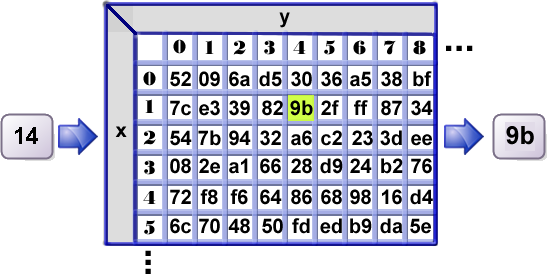 y
0 1 2 3 4 5 6 7 8 ...
0 52 09 6a d5 30 36 a5 38 bf
14 x 1 7c e3 39 82 9b 2f ff 87 34 9b
2 54 7b 94 32 a6 c2 23 3d ee
3 08 2e a1 66 28 d9 24 b2 76
4 72 f8 f6 64 86 68 98 16 d4
5 6c 70 48 50 fd ed b9 da 5e
⋮